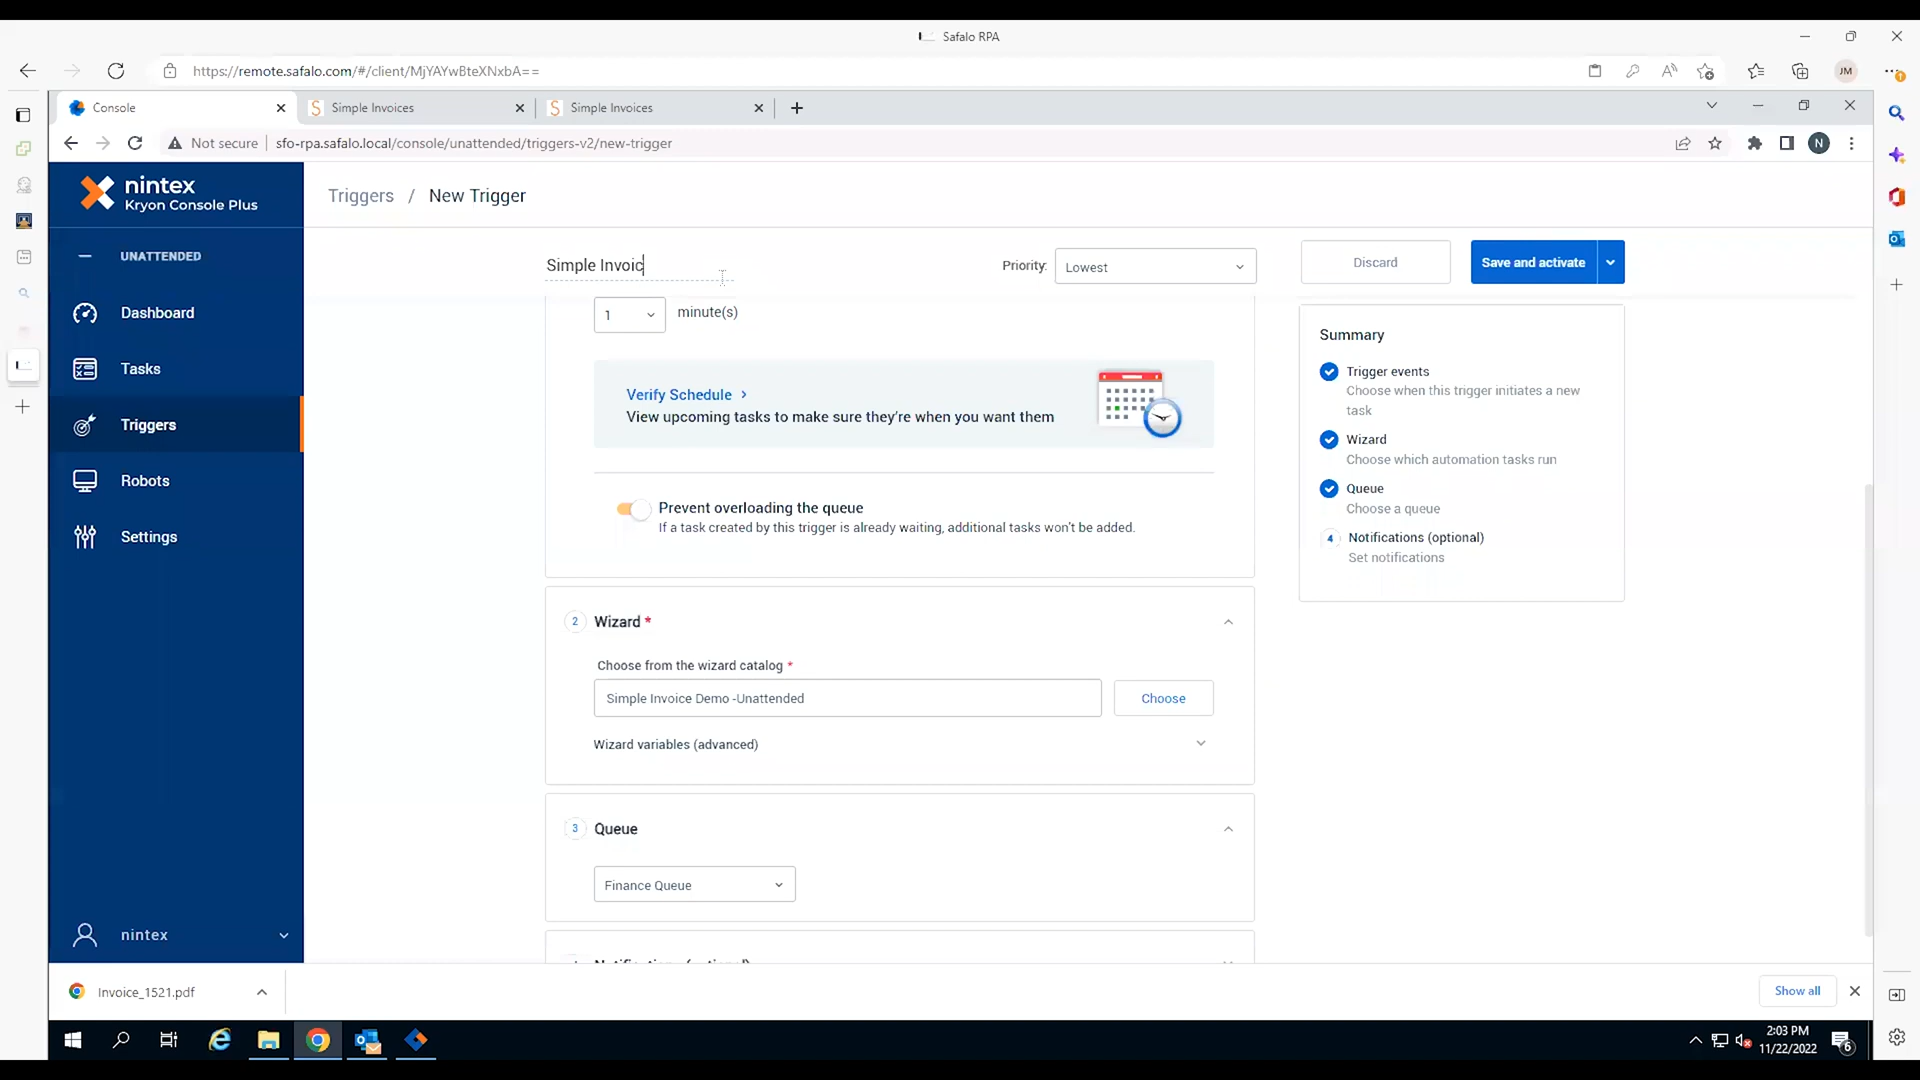 Safalo RPA
https://remote.safalo.com/#/client/MjYAYwBteXNxbA==
JM
Console
Simple Invoices
Simple Invoices
Not secure
sfo-rpa.safalo.local/console/unattended/triggers-v2/new-trigger
N
nintex
Kryon Console Plus
Triggers / New Trigger
UNATTENDED
Dashboard
Tasks
Triggers
Robots
Settings
nintex
Simple Invoic
Priority:
Lowest
Discard
Save and activate
1
minute(s)
Verify Schedule
View upcoming tasks to make sure they're when you want them
Prevent overloading the queue
If a task created by this trigger is already waiting, additional tasks won't be added.
2 Wizard *
Choose from the wizard catalog *
Simple Invoice Demo -Unattended
Choose
Wizard variables (advanced)
3 Queue
Finance Queue
Summary
Trigger events
Choose when this trigger initiates a new
task
Wizard
Choose which automation tasks run
Queue
Choose a queue
4 Notifications (optional)
Set notifications
Invoice_1521.pdf
Show all
2:03 PM
11/22/2022
6